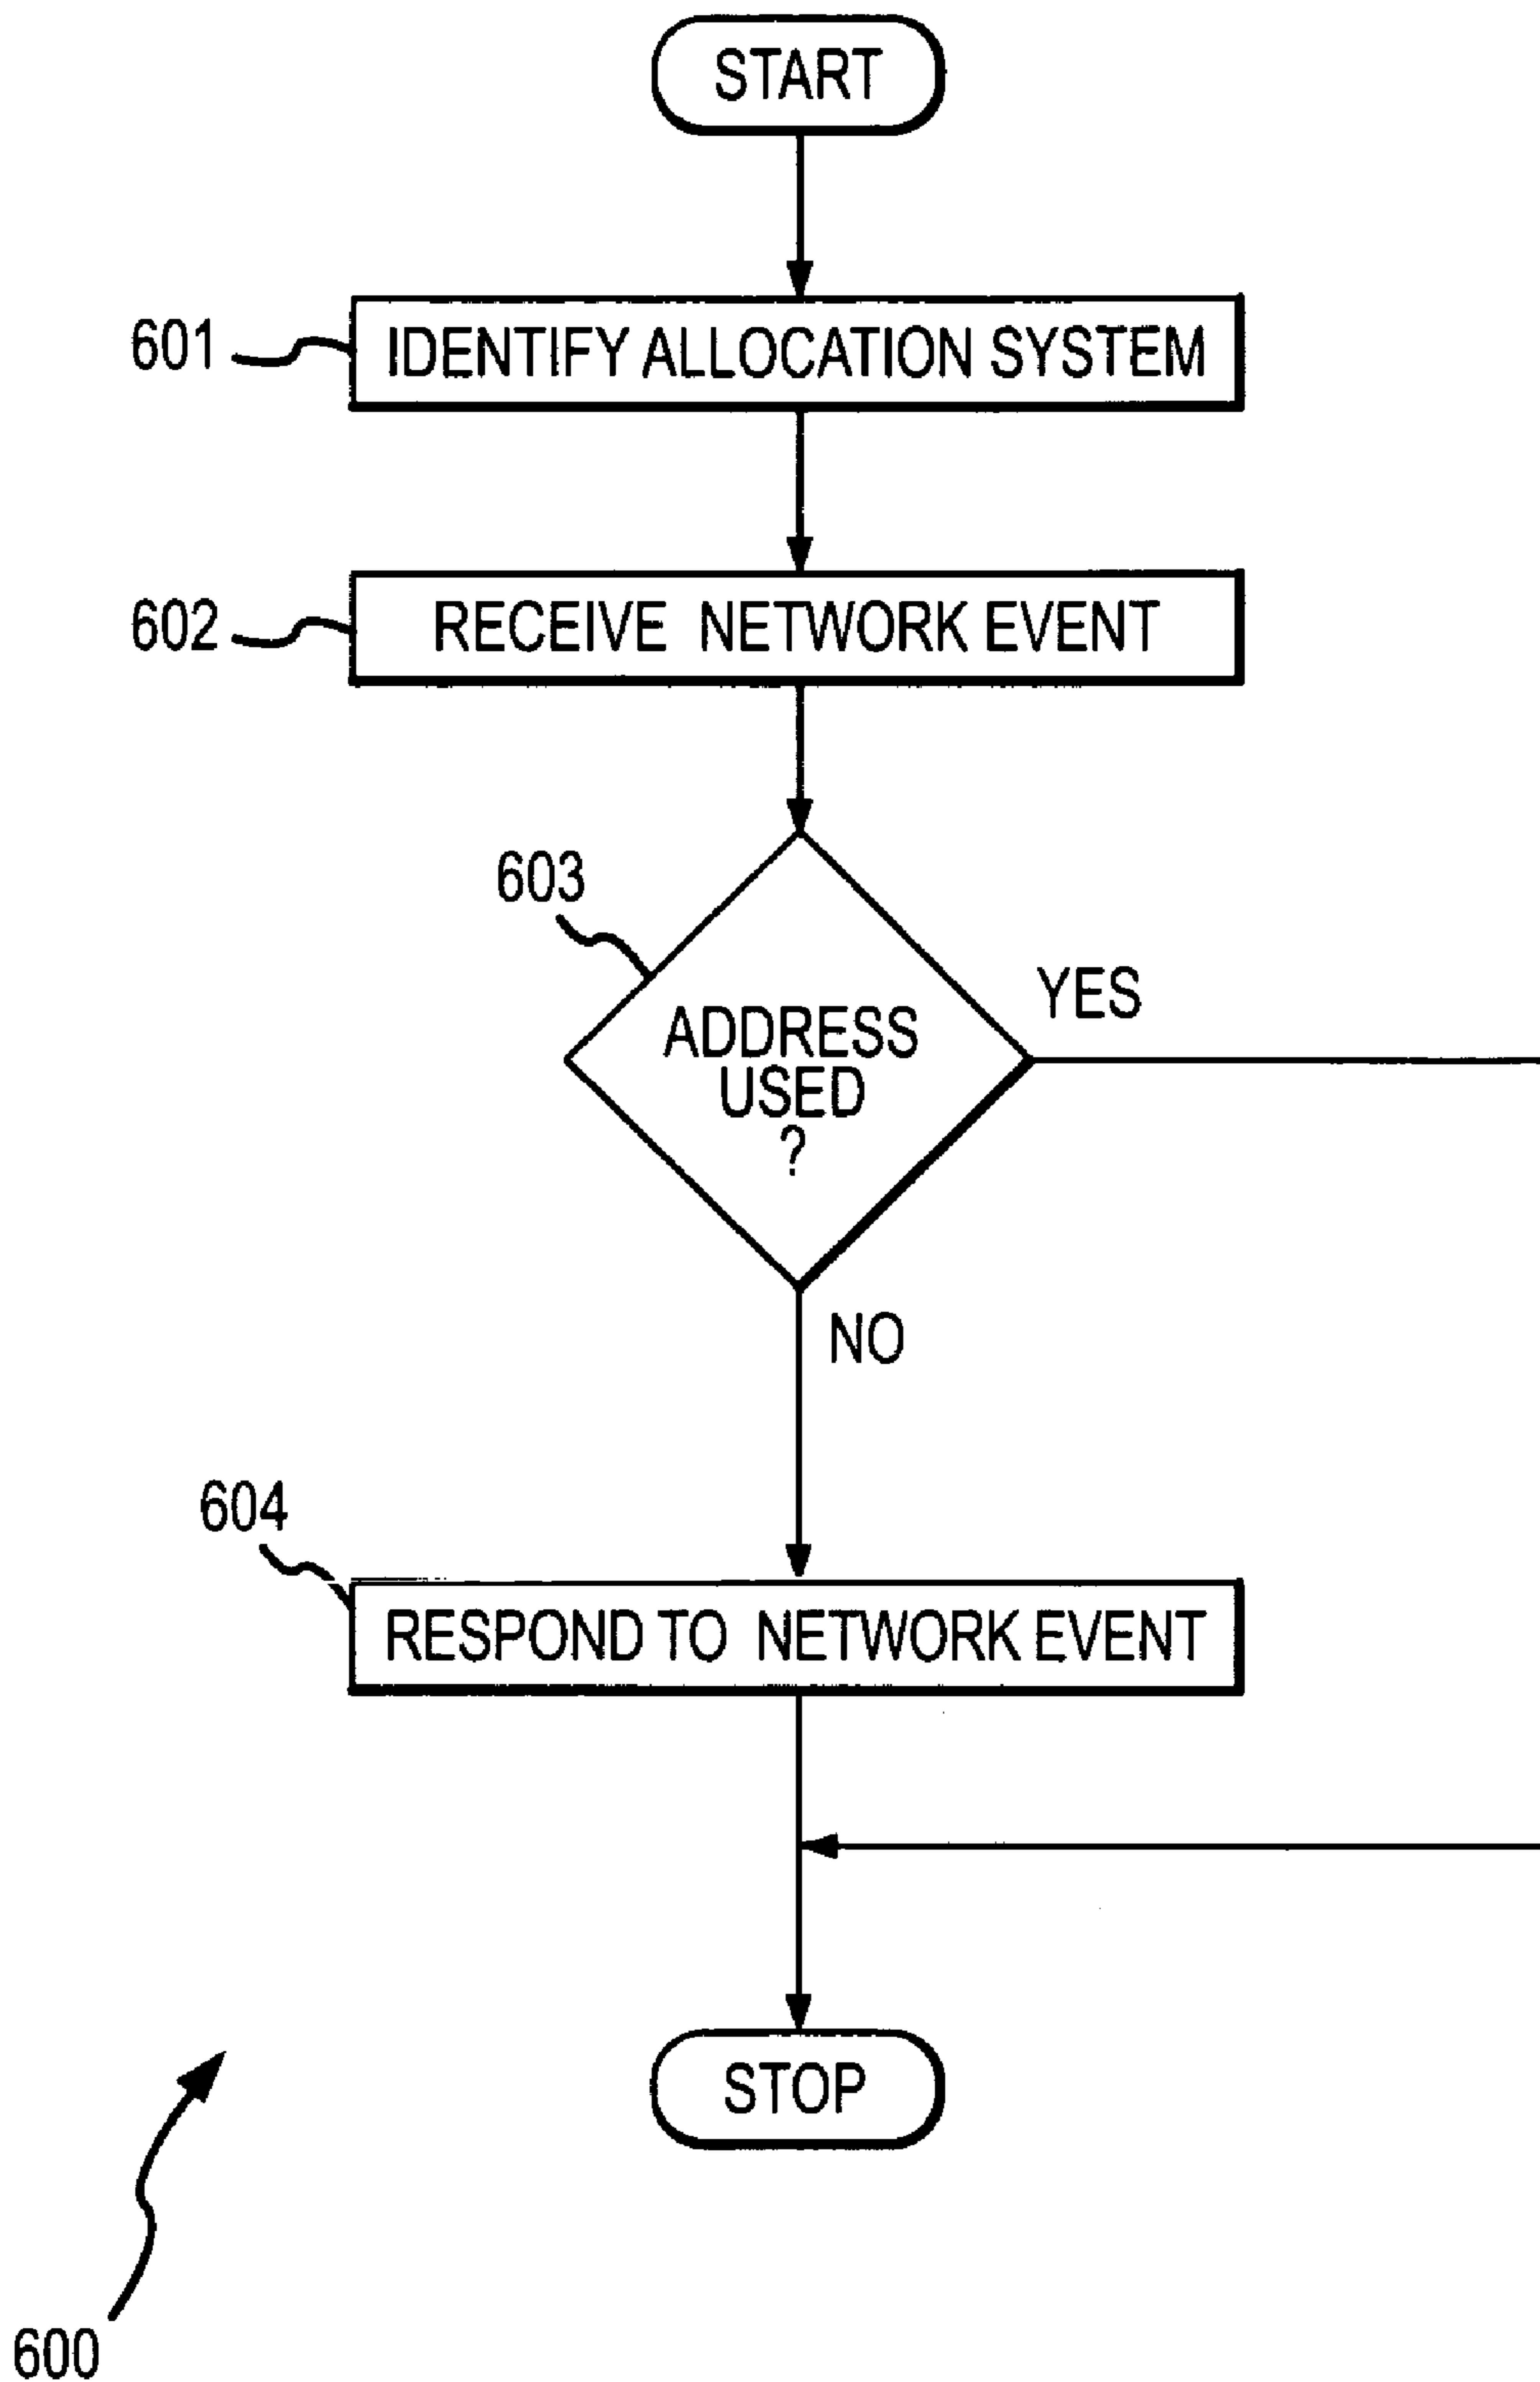 START
601
IDENTIFY ALLOCATION SYSTEM
602
RECEIVE NETWORK EVENT
603
ADDRESS
USED
?
YES
NO
604
RESPOND TO NETWORK EVENT
STOP
600